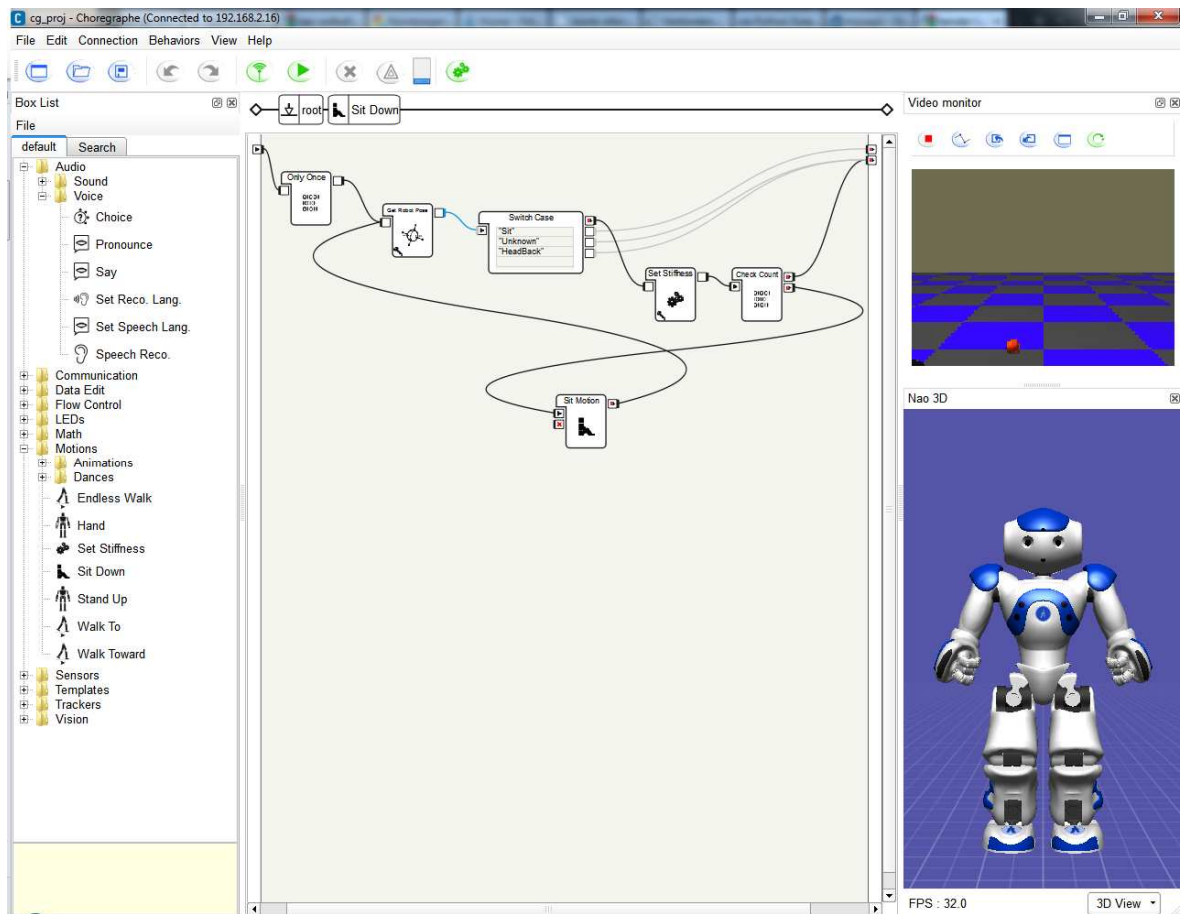 cg_proj - Choregraphe (Connected to 192.168.2.16)
File Edit Connection Behaviors View Help
Box List
File
default Search
Audio
Sound
Voice
Choice
Pronounce
Say
Set Reco. Lang.
Set Speech Lang.
Speech Reco.
Communication
Data Edit
Flow Control
LEDs
Math
Motions
Animations
Dances
Endless Walk
Hand
Set Stiffness
Sit Down
Stand Up
Walk To
Walk Toward
Sensors
Templates
Trackers
Vision
root Sit Down
Only Once
Get Robot Pose
Switch Case
"Sit"
"Unknown"
"HeadBack"
Set Stiffness
Check Count
Sit Motion
Video monitor
Nao 3D
FPS : 32.0
3D View